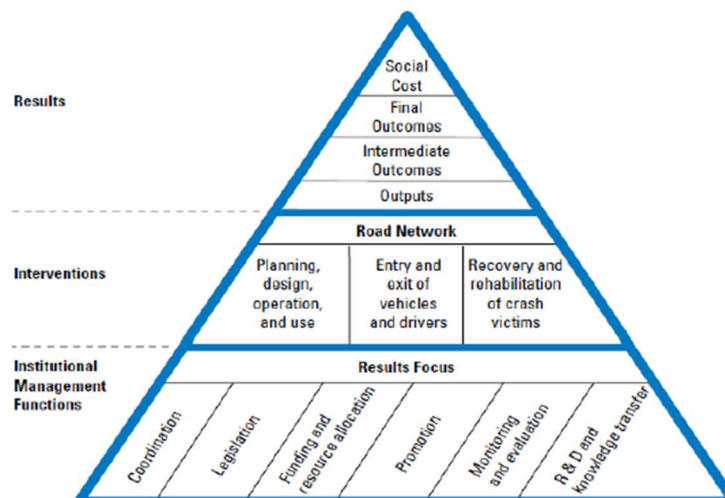 Social
Cost
Results
Final
Outcomes
Intermediate
Outcomes
Outputs
Road Network
Interventions
Planning,
design,
operation,
and use
Entry and
exit of
vehicles
and drivers
Recovery and
rehabilitation
of crash
victims
Institutional
Management
Functions
Results Focus
Coordination
Legislation
Funding and
resource allocation
Promotion
Monitoring
and evaluation
R & D and
knowledge transfer